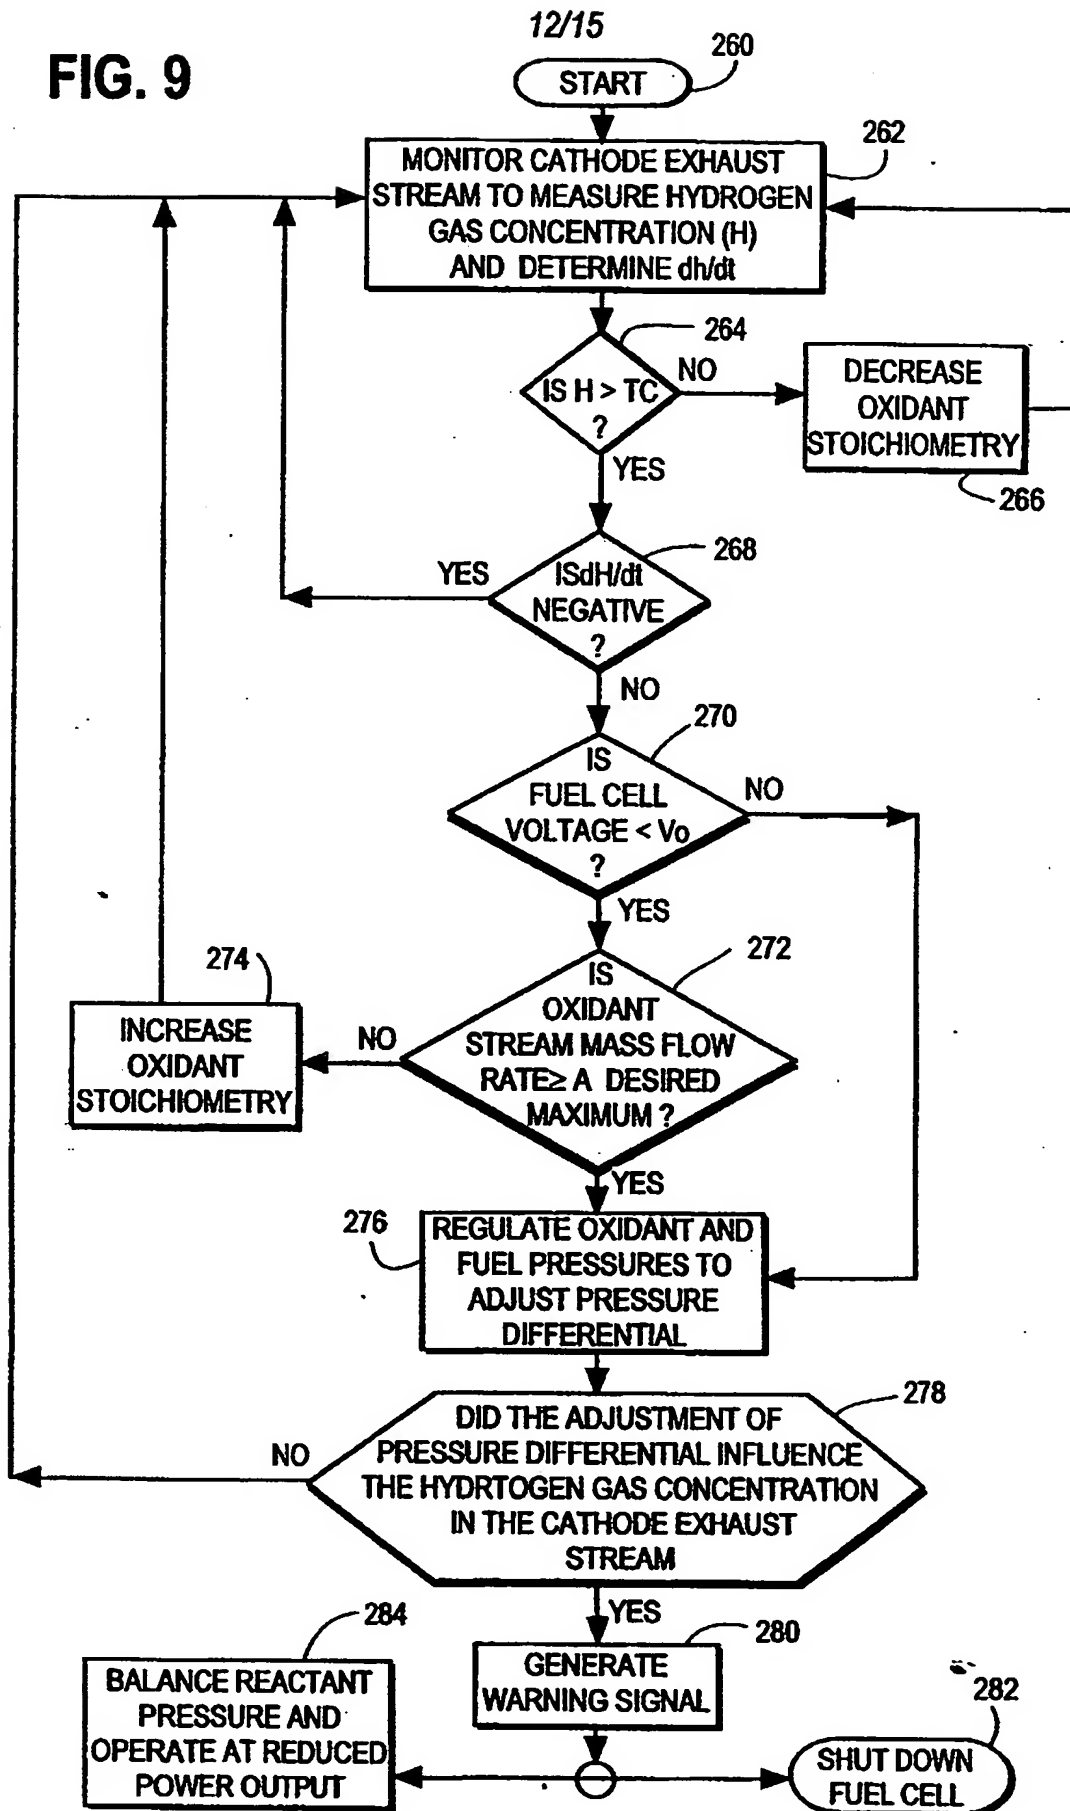 12/15
FIG. 9
START
260
MONITOR CATHODE EXHAUST
STREAM TO MEASURE HYDROGEN
GAS CONCENTRATION (H)
AND DETERMINE dh/dt
262
IS H > TC
?
264
NO
DECREASE
OXIDANT
STOICHIOMETRY
266
YES
ISdH/dt
NEGATIVE
?
268
YES
NO
IS
FUEL CELL
VOLTAGE < Vo
?
270
NO
YES
IS
OXIDANT
STREAM MASS FLOW
RATE≥ A DESIRED
MAXIMUM ?
272
NO
274
INCREASE
OXIDANT
STOICHIOMETRY
YES
276
REGULATE OXIDANT AND
FUEL PRESSURES TO
ADJUST PRESSURE
DIFFERENTIAL
278
DID THE ADJUSTMENT OF
PRESSURE DIFFERENTIAL INFLUENCE
THE HYDRTOGEN GAS CONCENTRATION
IN THE CATHODE EXHAUST
STREAM
NO
YES
280
GENERATE
WARNING SIGNAL
284
BALANCE REACTANT
PRESSURE AND
OPERATE AT REDUCED
POWER OUTPUT
282
SHUT DOWN
FUEL CELL